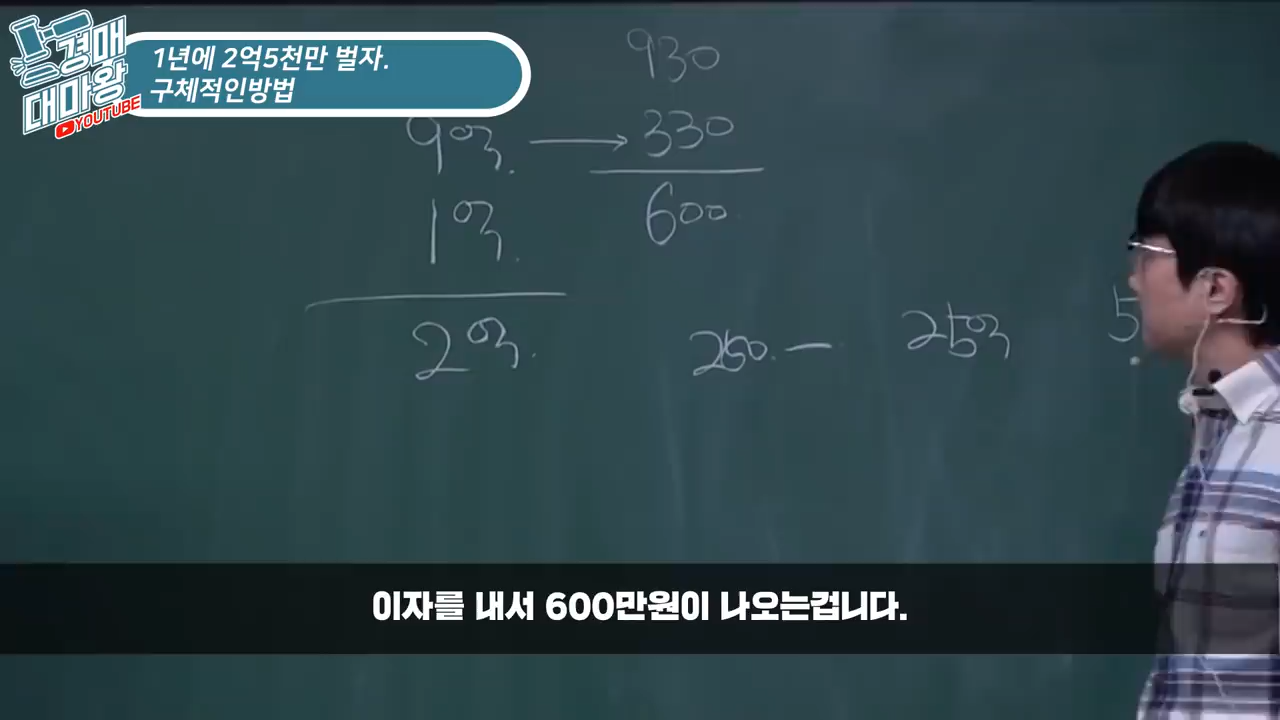 경매
대마왕
YOUTUBE
1년에 2억5천만 벌자.
구체적인방법
930
9억. → 330
1억. 600
2억. 250. — 25억 5
이자를 내서 600만원이 나오는겁니다.